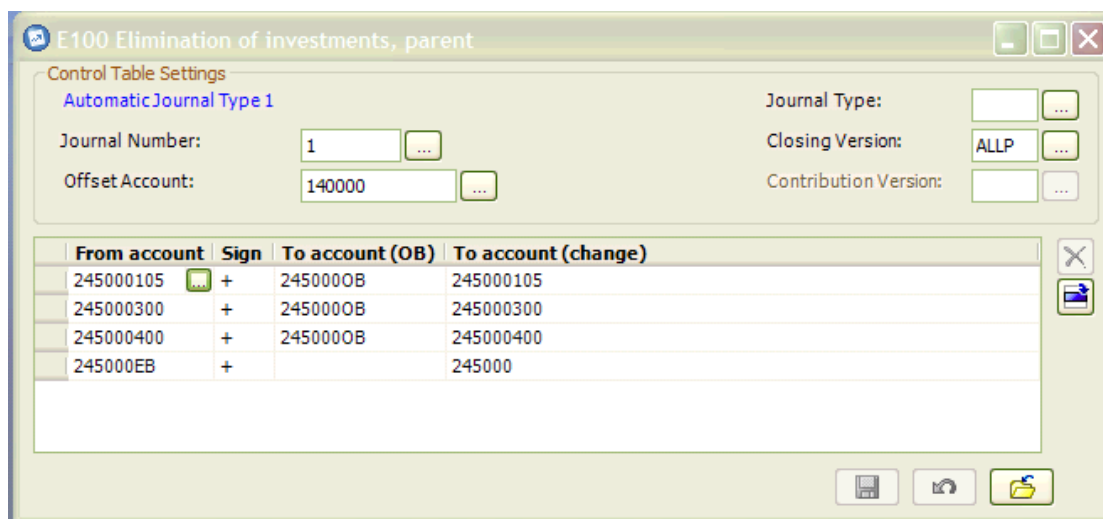 E100 Elimination of investments, parent
Control Table Settings
Automatic Journal Type 1
Journal Type:
...
Journal Number:
1
...
Closing Version:
ALLP
...
Offset Account:
140000
...
Contribution Version:
...
From account Sign To account (OB) To account (change)
245000105 ... + 245000OB 245000105
245000300 + 245000OB 245000300
245000400 + 245000OB 245000400
245000EB + 245000